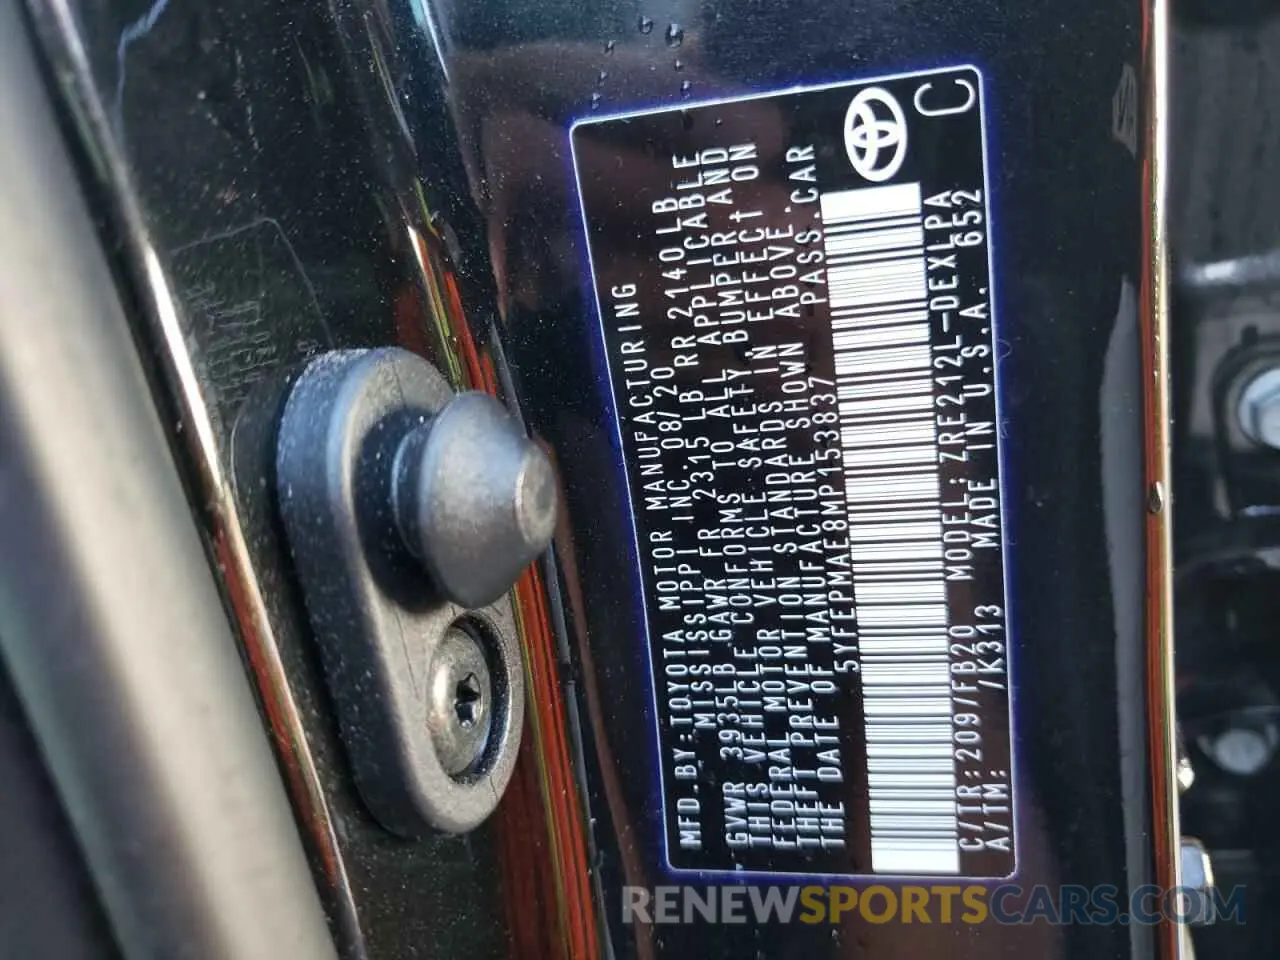 MFD.BY:TOYOTA MOTOR MANUFACTURING
MISSISSIPPI INC. 08/20
GVWR 3935LB GAWR FR 2315 LB RR 2140LB
THIS VEHICLE CONFORMS TO ALL APPLICABLE
FEDERAL MOTOR VEHICLE SAFETY, BUMPER, AND
THEFT PREVENTION STANDARDS IN EFFECT ON
THE DATE OF MANUFACTURE SHOWN ABOVE.
5YFEPMAE8MP153837 PASS.CAR
C/TR:209/FB20 MODEL:ZRE212L-DEXLPA
A/TM: /K313 MADE IN U.S.A. 652
C
RENEWSPORTSCARS.COM